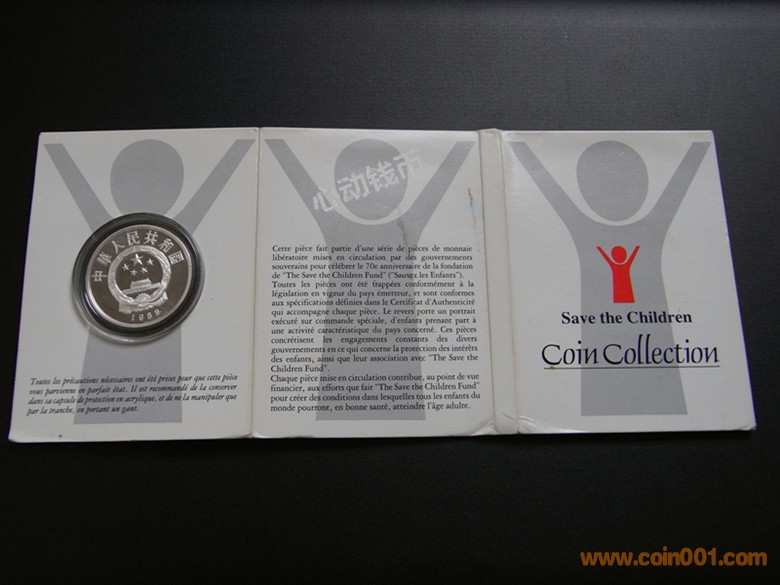 中華人民共和國
1989
Toutes les précautions nécessaires ont été prises pour que cette pièce
vous parvienne en parfait état. Il est recommandé de la conserver
dans sa capsule de protection en acrylique, et de ne la manipuler que
par la tranche, en portant un gant.
心动钱币
Cette pièce fait partie d'une série de pièces de monnaie
libératoire mises en circulation par des gouvernements
souverains pour célébrer le 70e anniversaire de la fondation
de "The Save the Children Fund" ("Sauvez les Enfants").
Toutes les pièces ont été frappées conformément à la
législation en vigueur du pays émetteur, et sont conformes
aux spécifications définies dans le Certificat d'Authenticité
qui accompagne chaque pièce. Le revers porte un portrait
exécuté sur commande spéciale, d'enfants prenant part à
une activité caractéristique du pays concerné. Ces pièces
concrétisent les engagements constants des divers
gouvernements en ce qui concerne la protection des intérêts
des enfants, ainsi que leur association avec "The Save the
Children Fund".
Chaque pièce mise en circulation contribue, au point de vue
financier, aux efforts que fait "The Save the Children Fund"
pour créer des conditions dans lesquelles tous les enfants du
monde pourront, en bonne santé, atteindre l'âge adulte.
Save the Children
Coin Collection
www.coin001.com